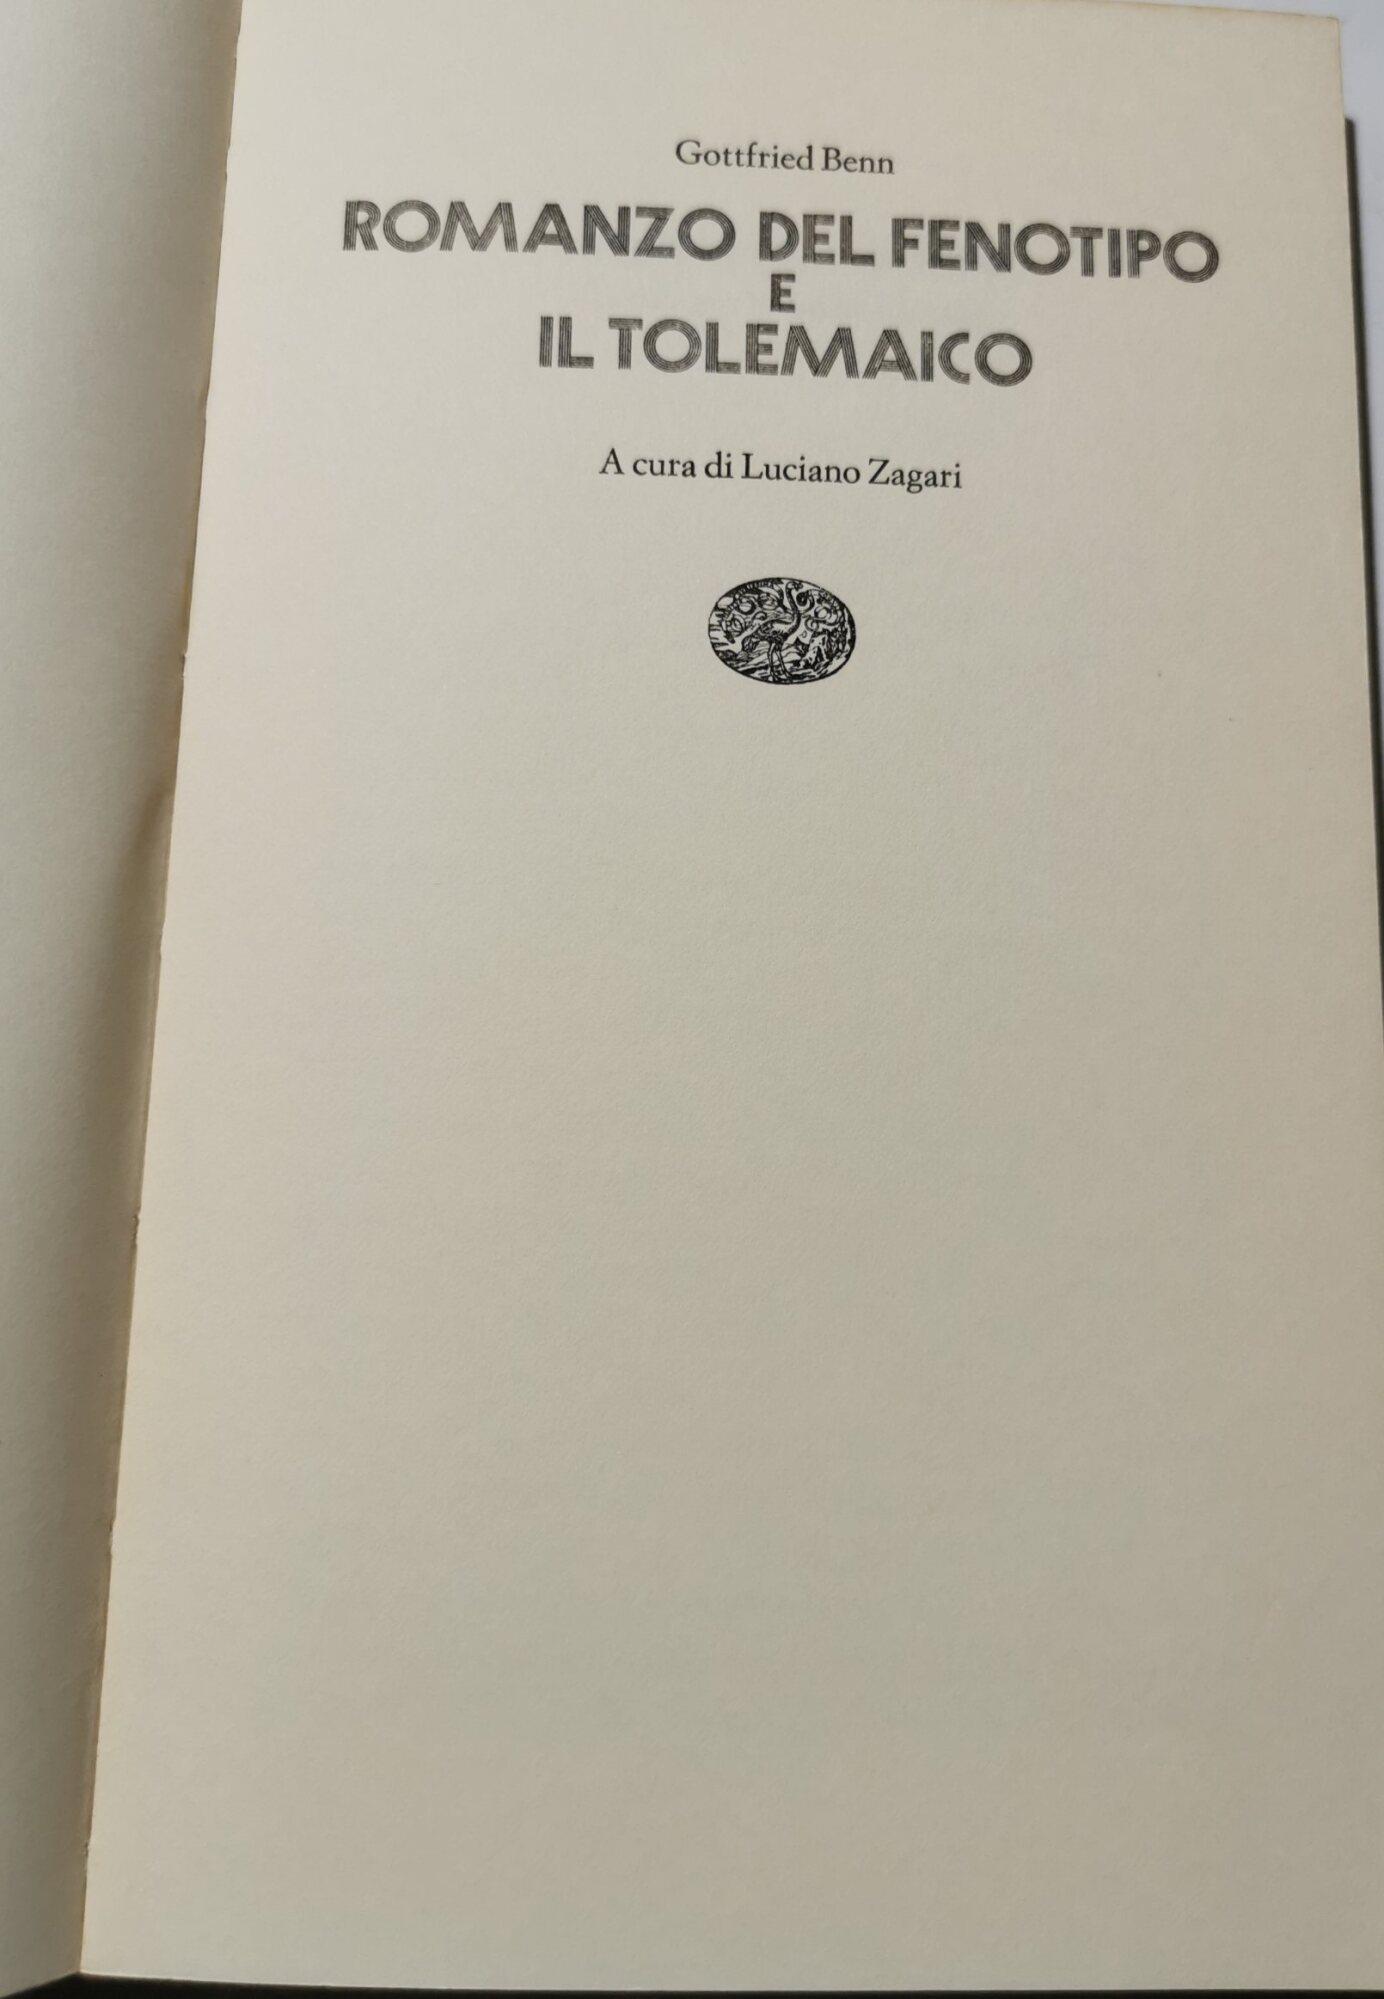 Gottfried Benn
ROMANZO DEL FENOTIPO
E
IL TOLEMAICO
A cura di Luciano Zagari